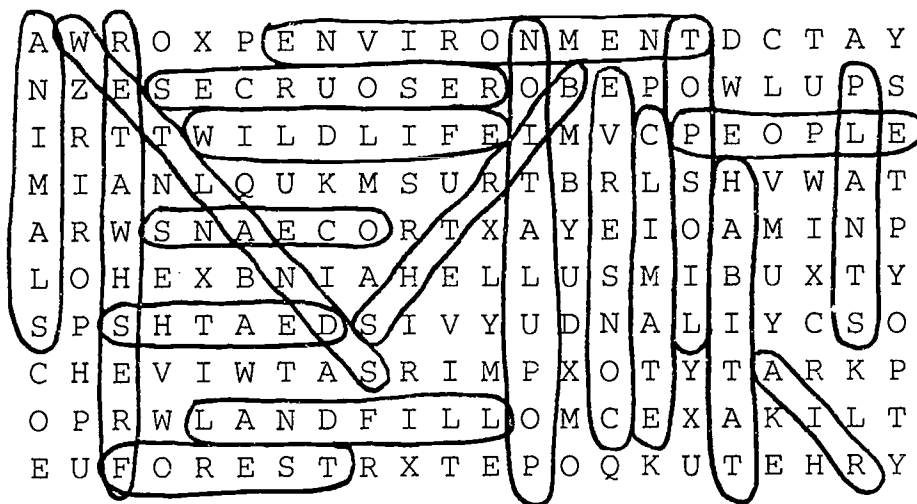 A W R O X P E N V I R O N M E N T D C T A Y
N Z E S E C R U O S E R O B E P O W L U P S
I R T T W I L D L I F E I M V C P E O P L E
M I A N L Q U K M S U R T B R L S H V W A T
A R W S N A E C O R T X A Y E I O A M I N P
L O H E X B N I A H E L L U S M I B U X T Y
S P S H T A E D S I V Y U D N A L I Y C S O
C H E V I W T A S R I M P X O T Y T A R K P
O P R W L A N D F I L L O M C E X A K I L T
E U F O R E S T R X T E P O Q K U T E H R Y